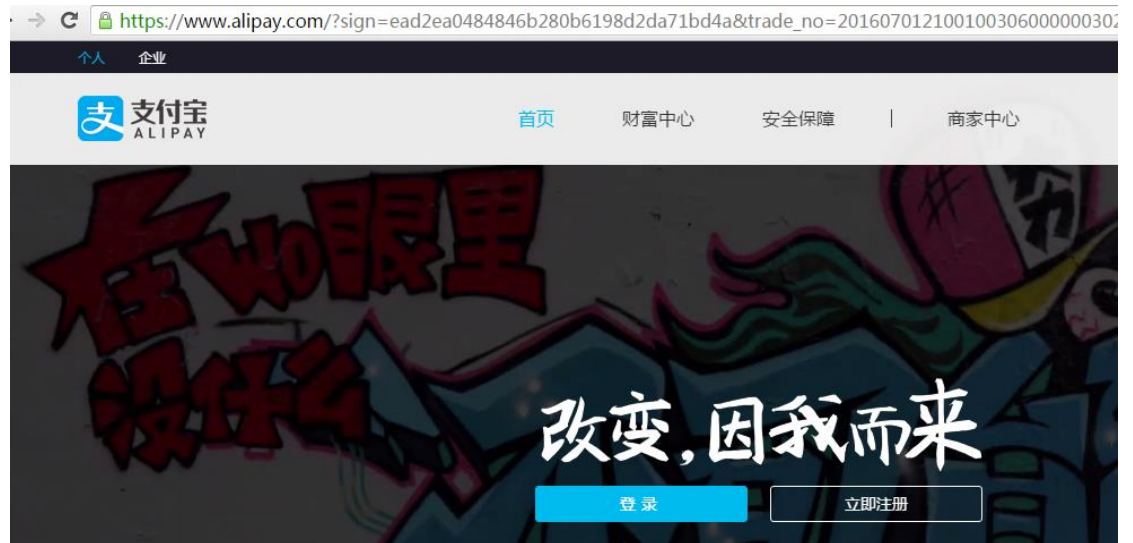 https://www.alipay.com/?sign=ead2ea0484846b280b6198d2da71bd4a&trade_no=2016070121001003060000000302
个人 企业
支付宝
ALIPAY
首页 财富中心 安全保障 | 商家中心
在WO眼里
没什么
改变,因我而来
登录 立即注册